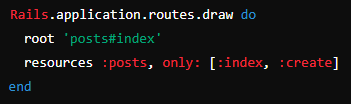 Rails.application.routes.draw do
  root 'posts#index'
  resources :posts, only: [:index, :create]
end